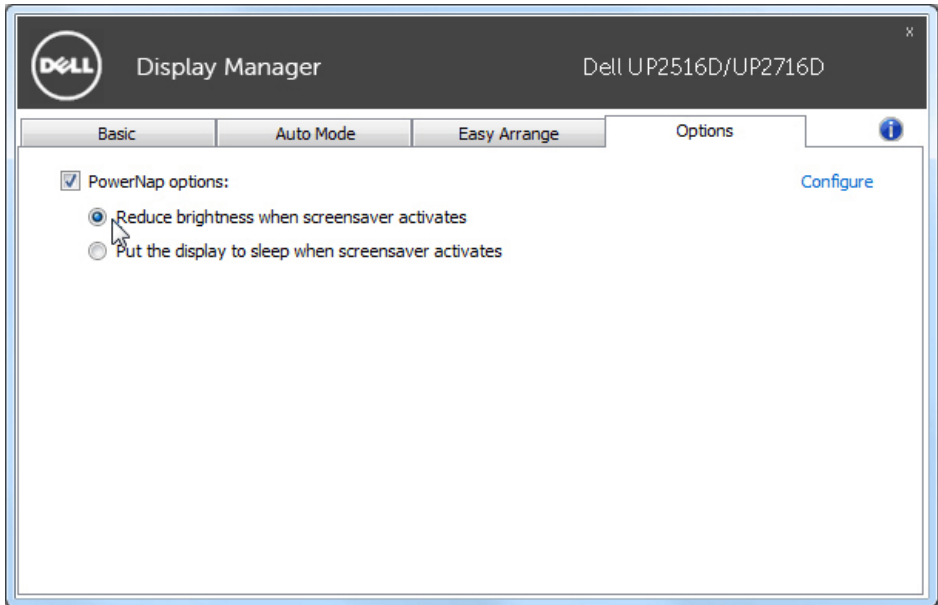 DELL Display Manager Dell UP2516D/UP2716D x
Basic Auto Mode Easy Arrange Options i
PowerNap options: Configure
Reduce brightness when screensaver activates
Put the display to sleep when screensaver activates